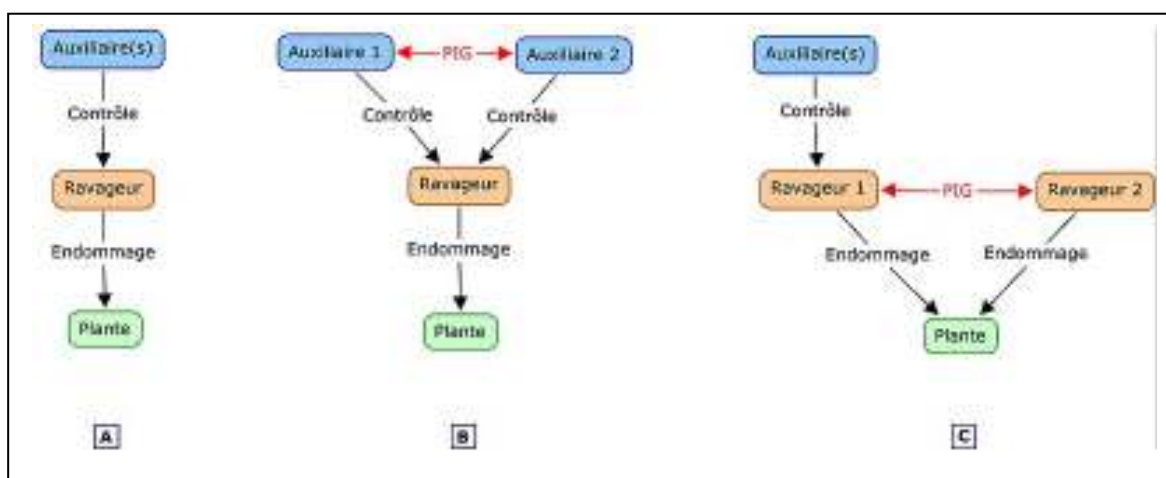 Auxiliaire(s)
Contrôle
Ravageur
Endommage
Plante
A
Auxiliaire 1
PIG
Auxiliaire 2
Contrôle
Contrôle
Ravageur
Endommage
Plante
B
Auxiliaire(s)
Contrôle
Ravageur 1
PIG
Ravageur 2
Endommage
Endommage
Plante
C